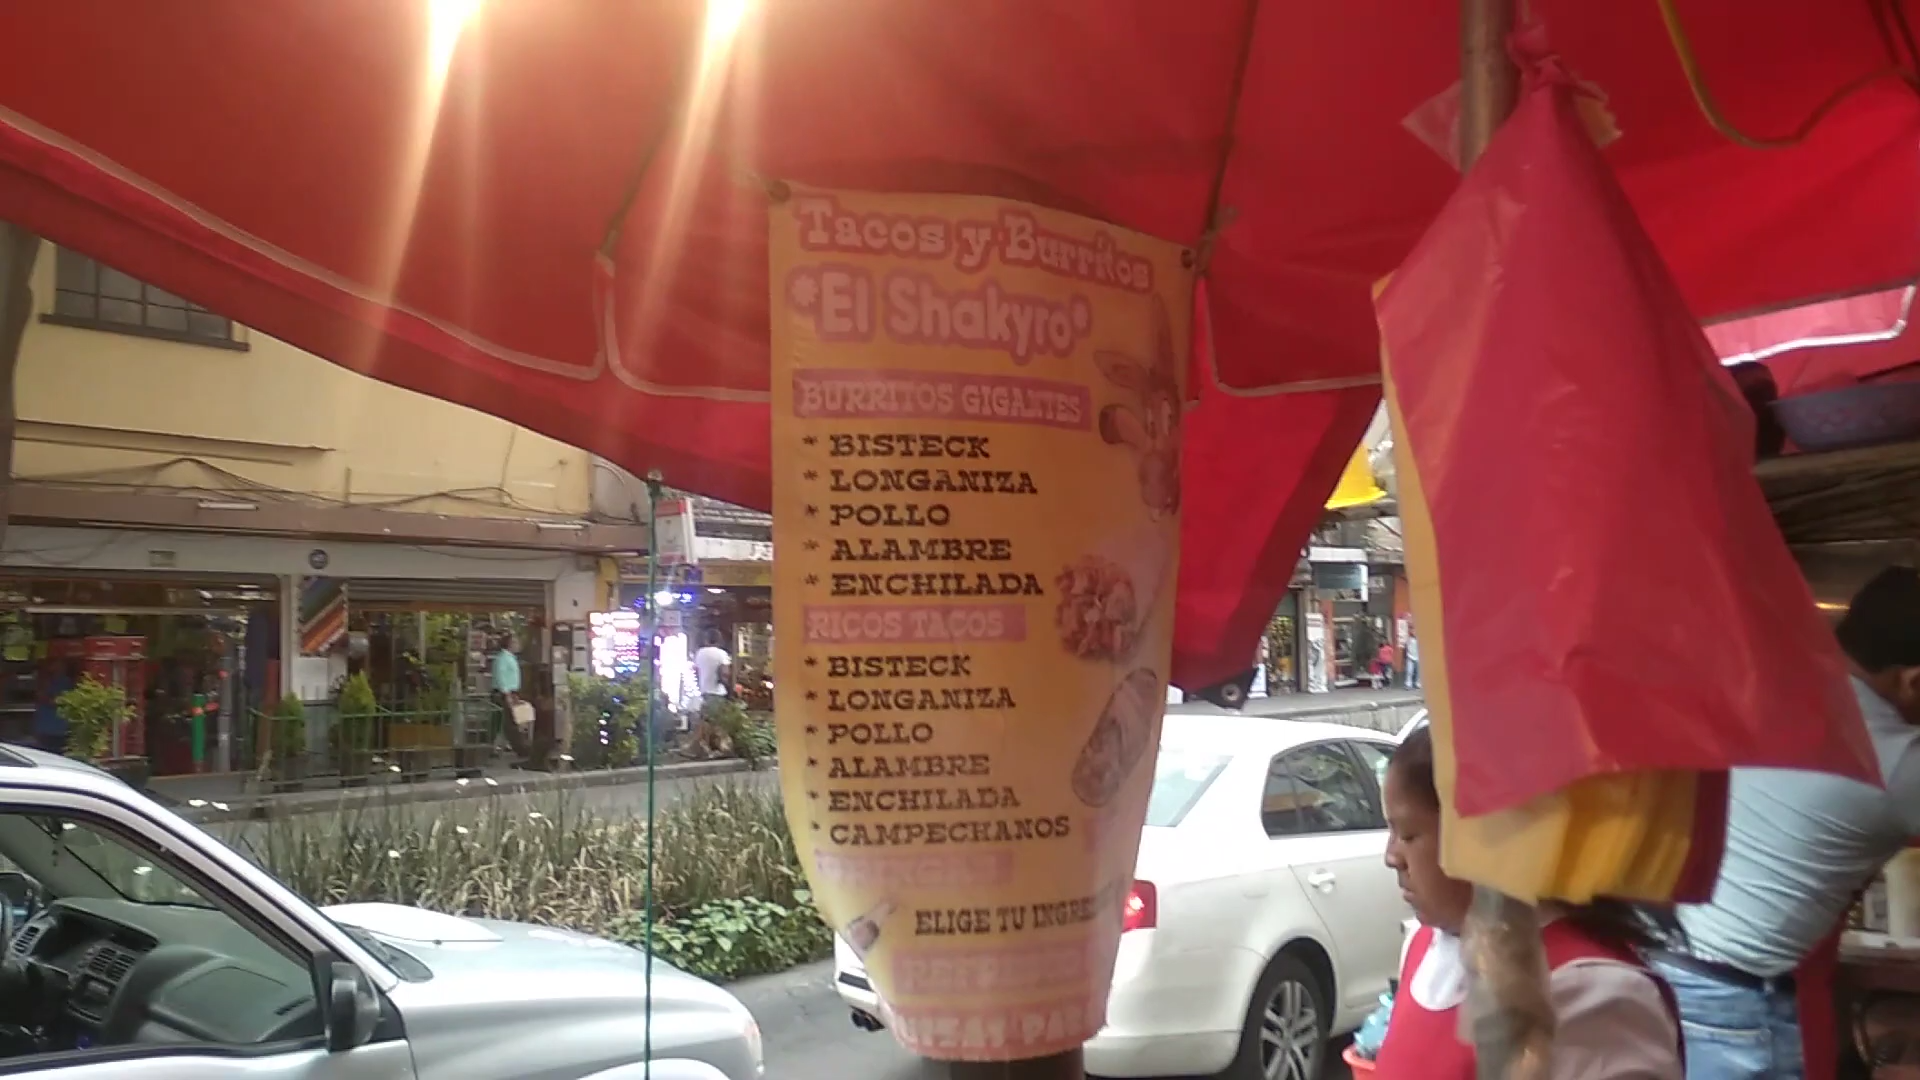 Tacos y Burritos
*El Shakyro*
BURRITOS GIGANTES
* BISTECK
* LONGANIZA
* POLLO
* ALAMBRE
* ENCHILADA
RICOS TACOS
* BISTECK
* LONGANIZA
* POLLO
* ALAMBRE
* ENCHILADA
* CAMPECHANOS
ELIGE TU